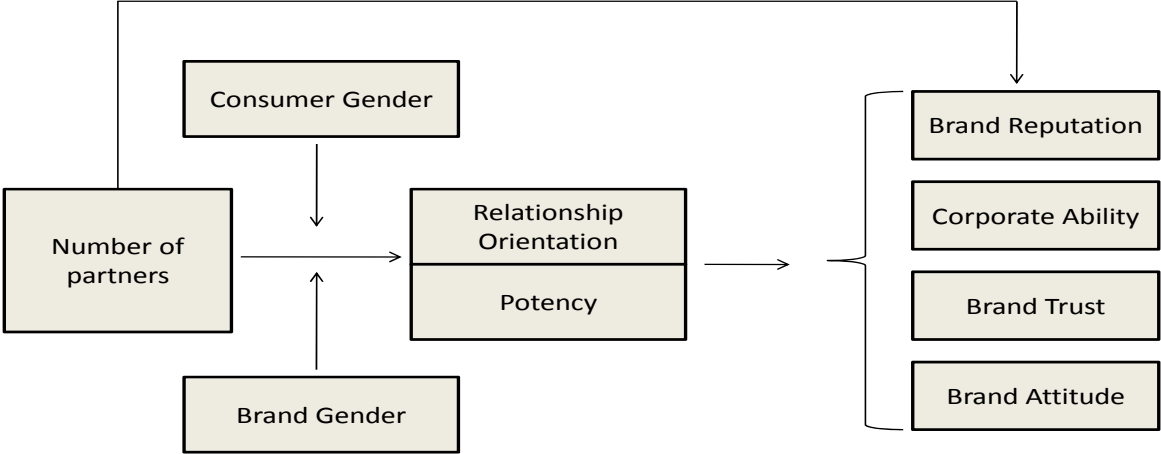 Consumer Gender
Number of
partners
Relationship
Orientation
Potency
Brand Gender
Brand Reputation
Corporate Ability
Brand Trust
Brand Attitude